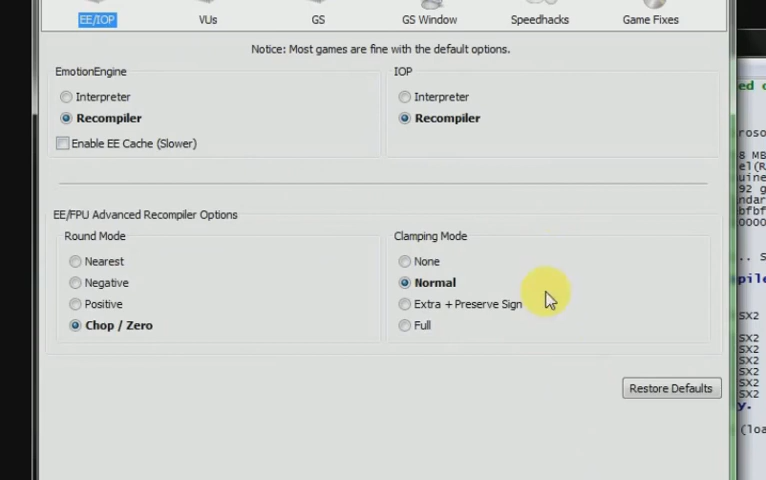 EE/IOP VUs GS GS Window Speedhacks Game Fixes
Notice: Most games are fine with the default options.
EmotionEngine
Interpreter
Recompiler
Enable EE Cache (Slower)
IOP
Interpreter
Recompiler
EE/FPU Advanced Recompiler Options
Round Mode
Nearest
Negative
Positive
Chop / Zero
Clamping Mode
None
Normal
Extra + Preserve Sign
Full
Restore Defaults